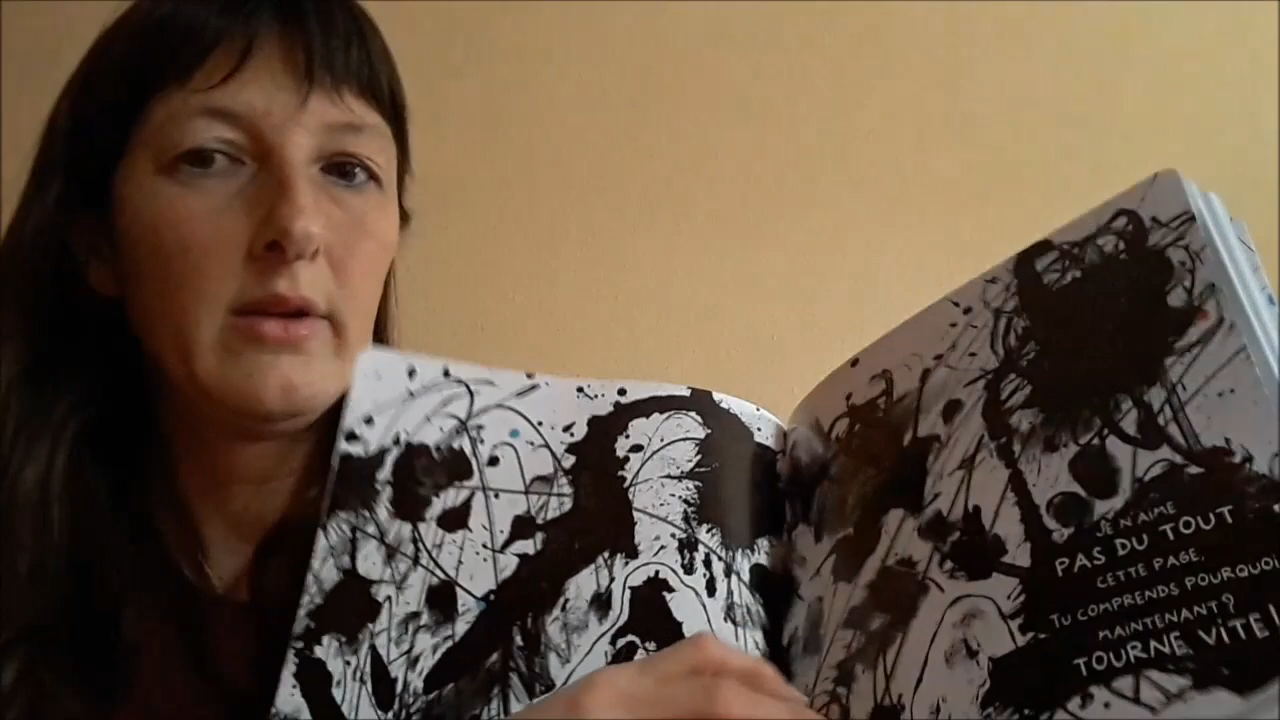 JE N'AIME
PAS DU TOUT
CETTE PAGE,
TU COMPRENDS POURQUOI
MAINTENANT?
TOURNE ViTE!